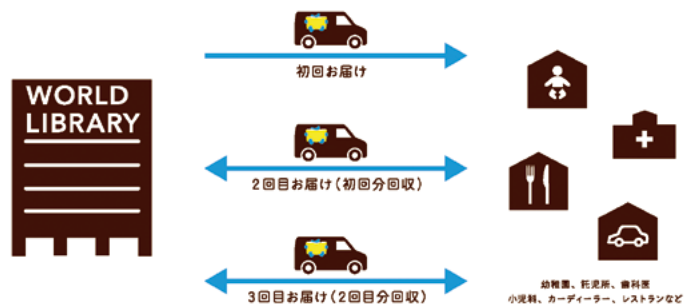 WORLD
LIBRARY
初回お届け
2回目お届け(初回分回収)
3回目お届け(2回目分回収)
幼稚園、託児所、歯科医
小児科、カーディーラー、レストランなど